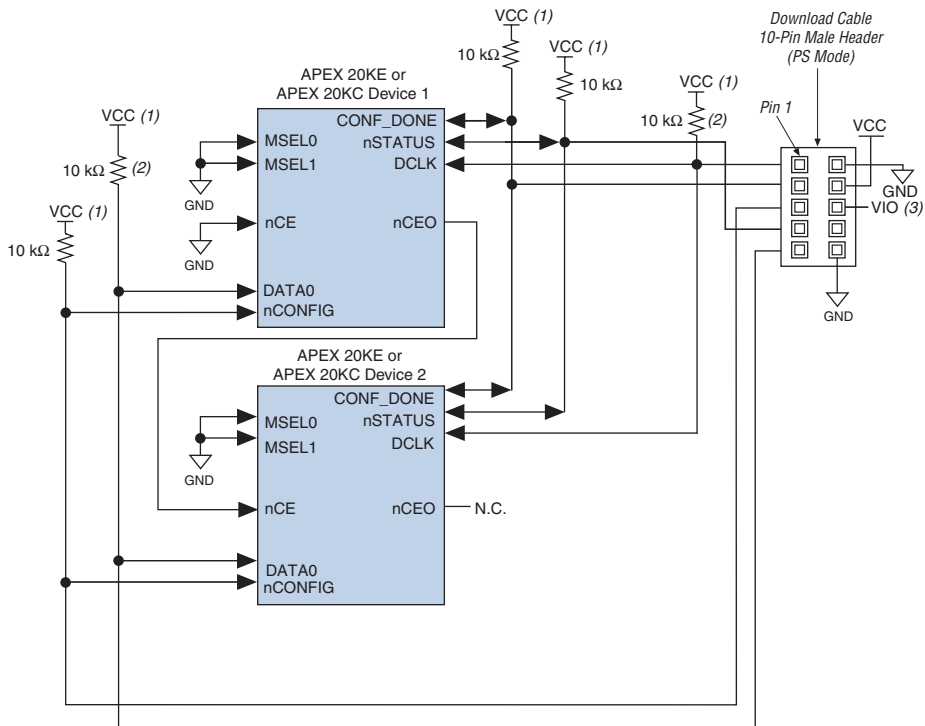 VCC (1)
10 kΩ
VCC (1)
10 kΩ
Download Cable
10-Pin Male Header
(PS Mode)
VCC (1)
10 kΩ (2)
Pin 1
VCC
GND
VIO (3)
GND
APEX 20KE or
APEX 20KC Device 1
CONF_DONE
nSTATUS
DCLK
MSEL0
MSEL1
GND
nCE
GND
nCEO
DATA0
nCONFIG
VCC (1)
10 kΩ (2)
VCC (1)
10 kΩ
APEX 20KE or
APEX 20KC Device 2
CONF_DONE
nSTATUS
DCLK
MSEL0
MSEL1
GND
nCE
nCEO
N.C.
DATA0
nCONFIG